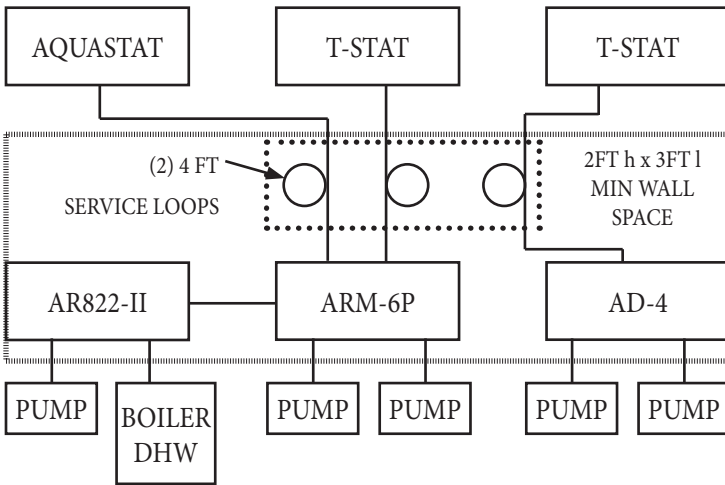 AQUASTAT
T-STAT
T-STAT
(2) 4 FT
SERVICE LOOPS
2FT h x 3FT l
MIN WALL
SPACE
AR822-II
ARM-6P
AD-4
PUMP
BOILER
DHW
PUMP
PUMP
PUMP
PUMP